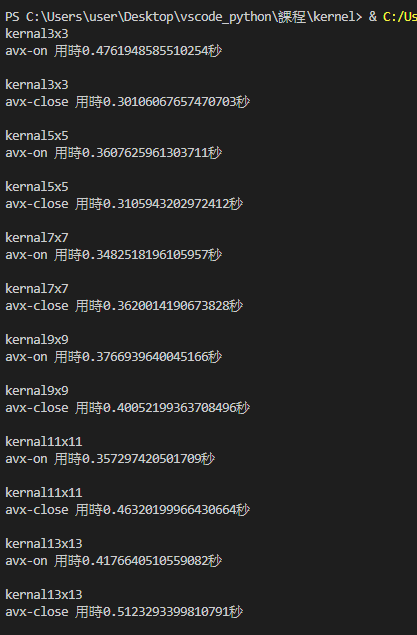 PS C:\Users\user\Desktop\vscode_python\課程\kernel> & C:/Us
kernal3x3
avx-on 用時0.4761948585510254秒
kernal3x3
avx-close 用時0.30106067657470703秒
kernal5x5
avx-on 用時0.3607625961303711秒
kernal5x5
avx-close 用時0.3105943202972412秒
kernal7x7
avx-on 用時0.3482518196105957秒
kernal7x7
avx-close 用時0.3620014190673828秒
kernal9x9
avx-on 用時0.3766939640045166秒
kernal9x9
avx-close 用時0.40052199363708496秒
kernal11x11
avx-on 用時0.357297420501709秒
kernal11x11
avx-close 用時0.46320199966430664秒
kernal13x13
avx-on 用時0.4176640510559082秒
kernal13x13
avx-close 用時0.5123293399810791秒